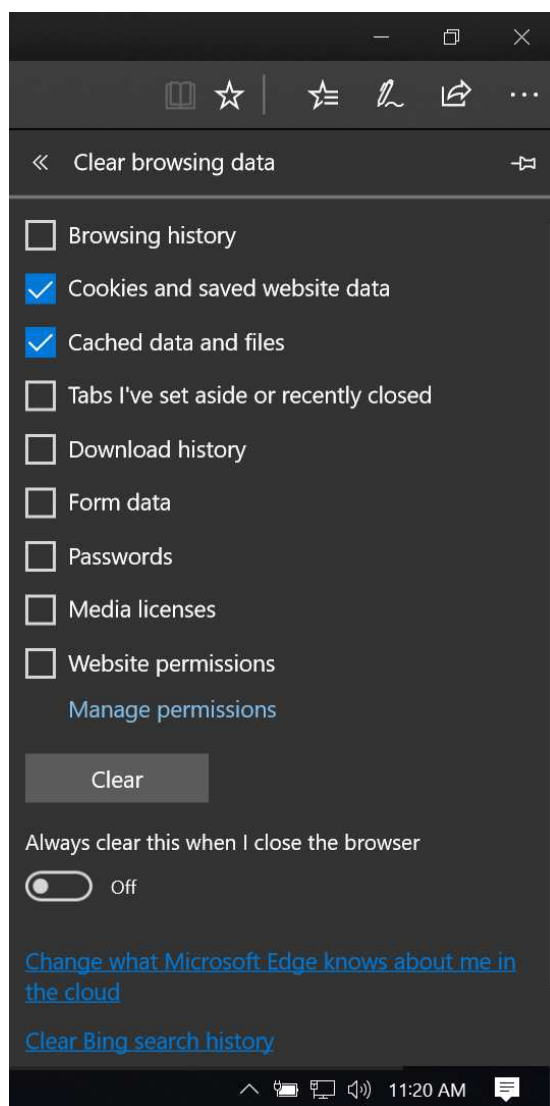 Clear browsing data
Browsing history
Cookies and saved website data
Cached data and files
Tabs I've set aside or recently closed
Download history
Form data
Passwords
Media licenses
Website permissions
Manage permissions
Clear
Always clear this when I close the browser
Off
Change what Microsoft Edge knows about me in
the cloud
Clear Bing search history
11:20 AM